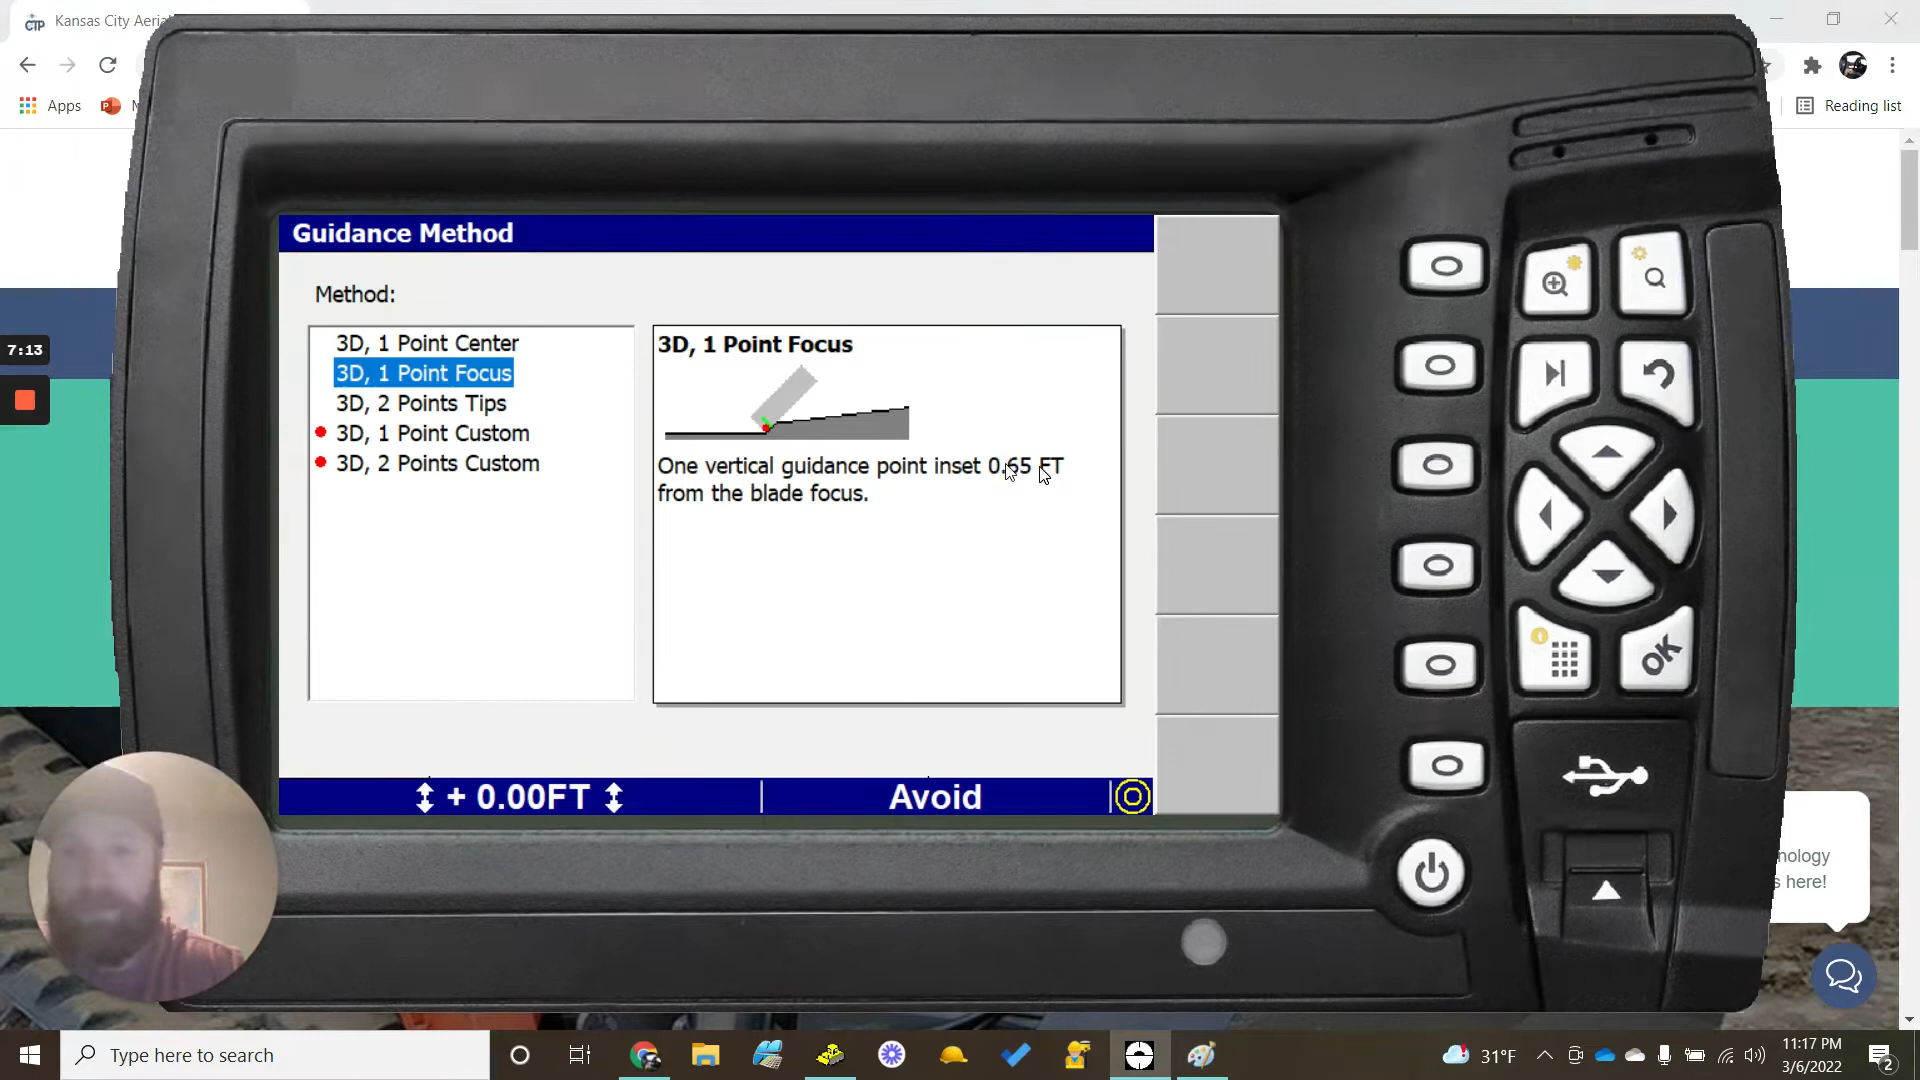 CTP Kansas City Aeria
Apps
Reading list
7:13
Guidance Method
Method:
3D, 1 Point Center
3D, 1 Point Focus
3D, 2 Points Tips
3D, 1 Point Custom
3D, 2 Points Custom
3D, 1 Point Focus
One vertical guidance point inset 0.65 FT
from the blade focus.
+ 0.00FT
Avoid
OK
nology
s here!
Type here to search
31°F
11:17 PM
3/6/2022
2